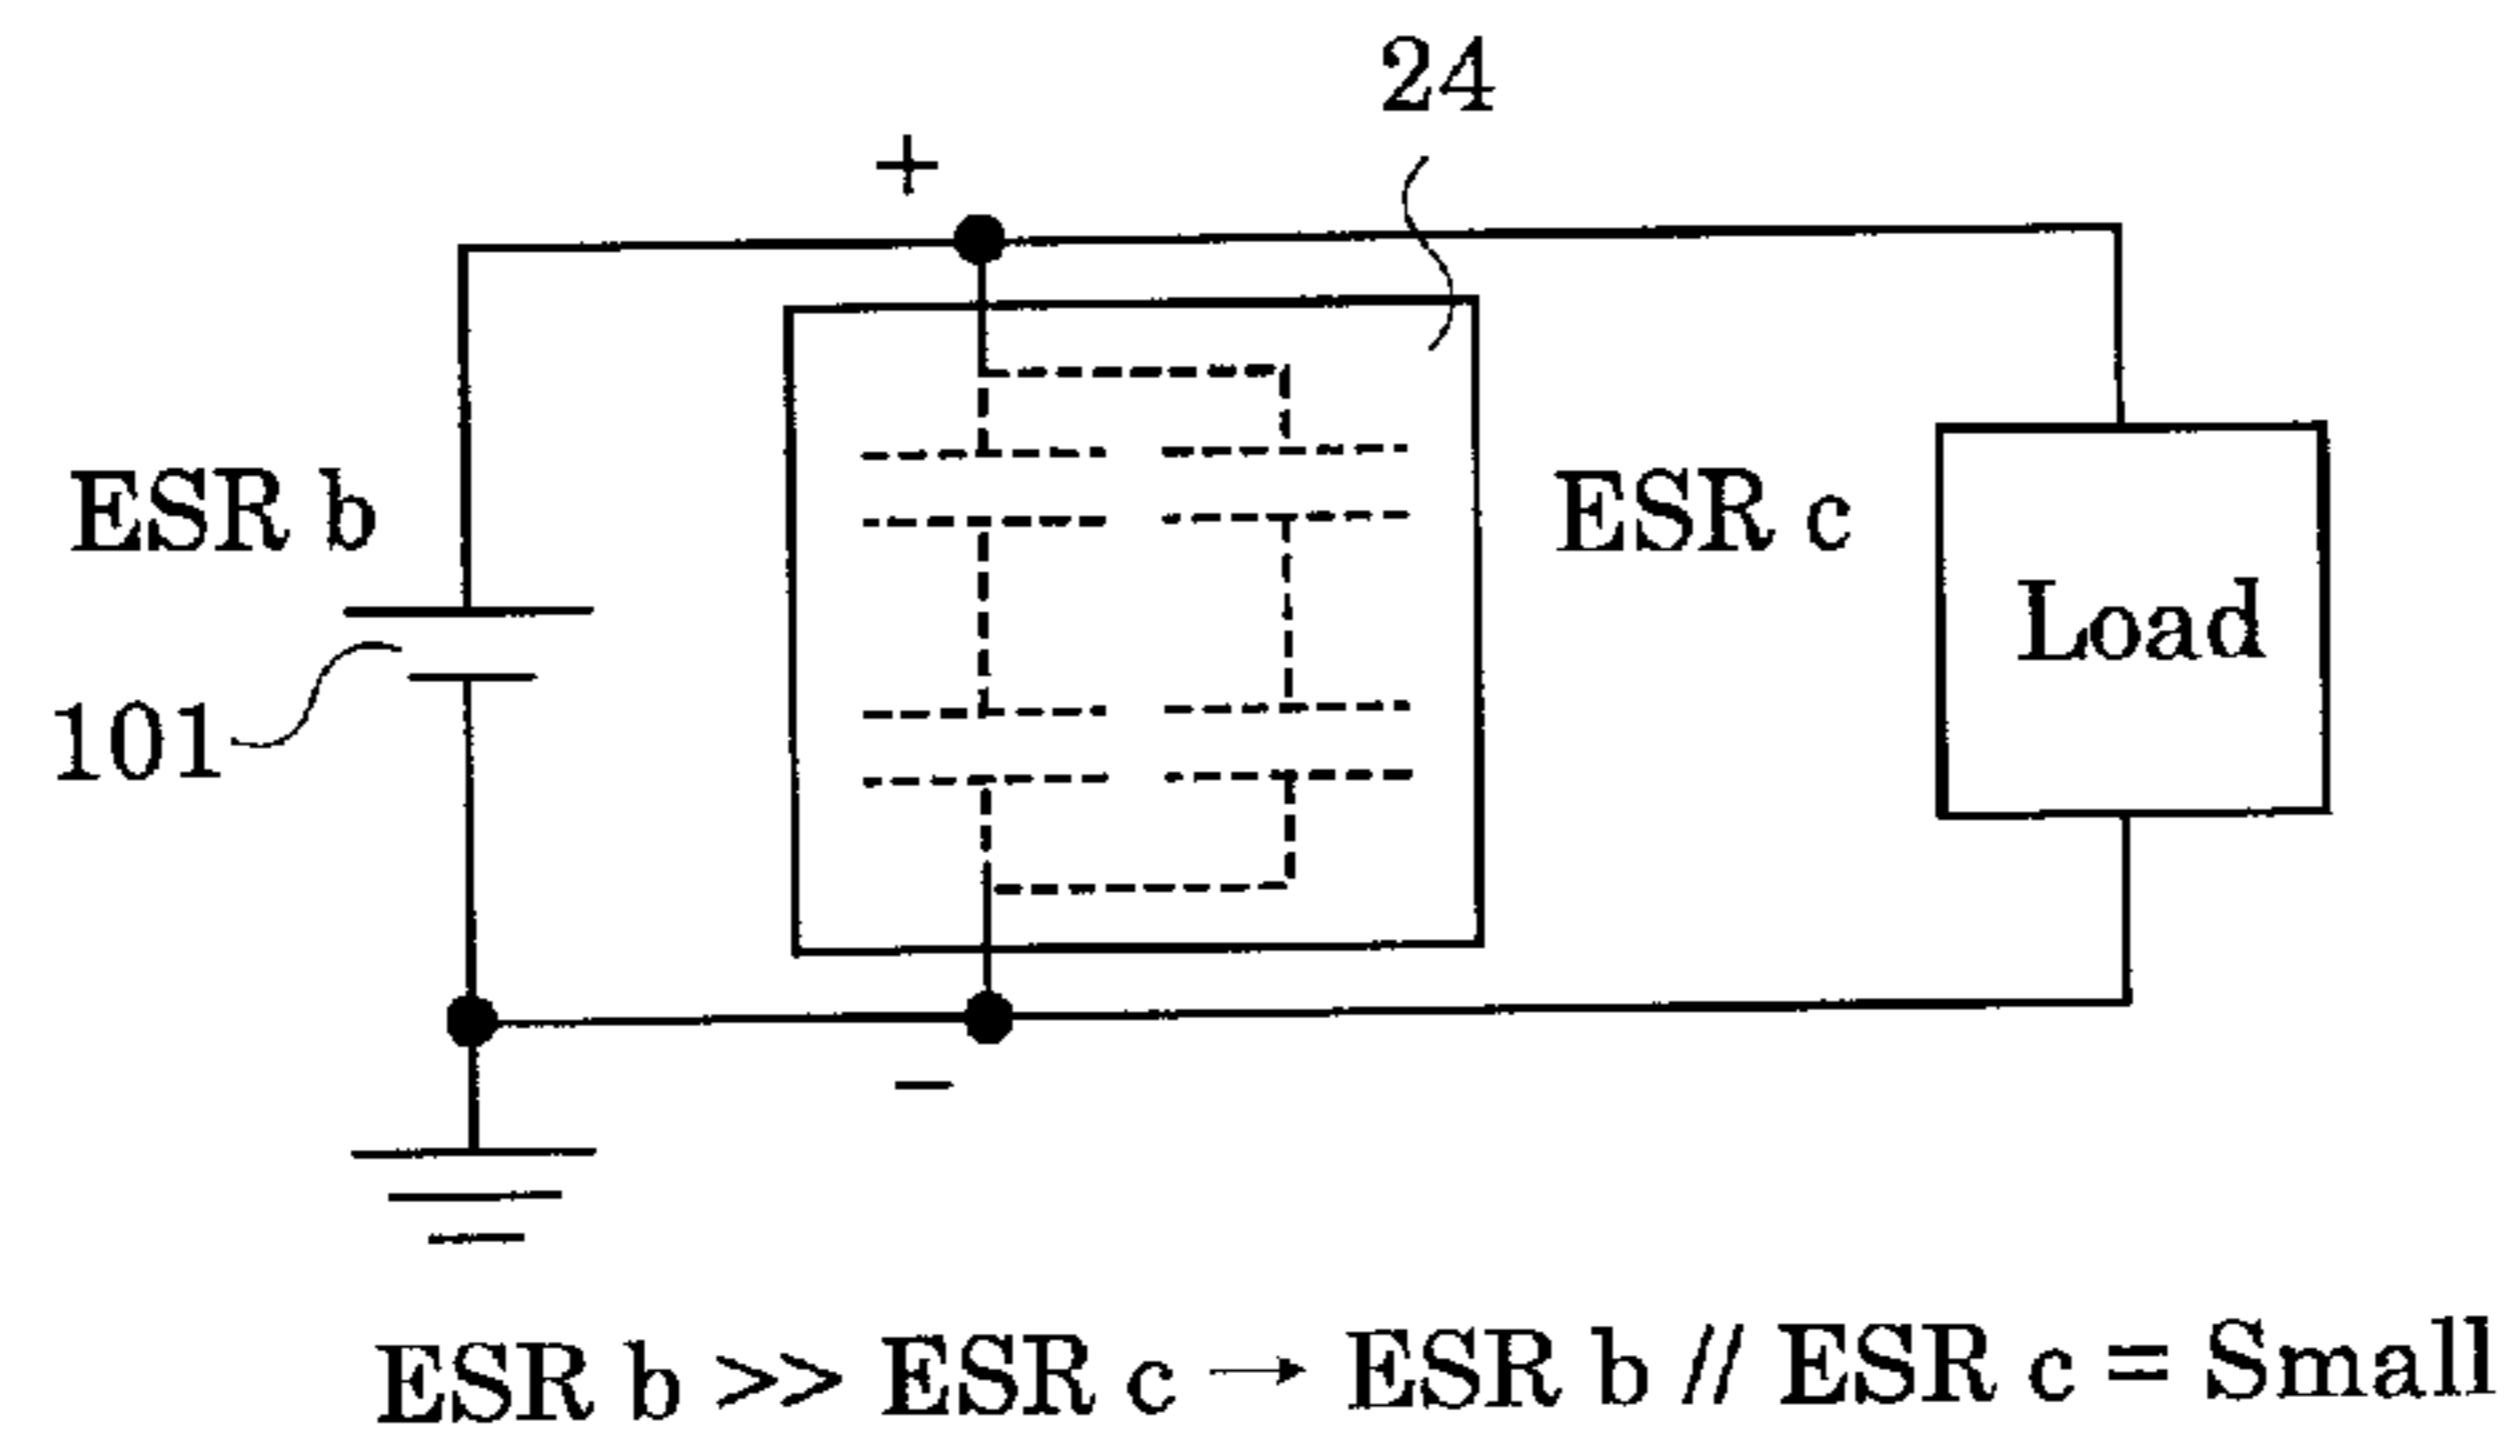 24
+
ESR b
ESR c
Load
101
−
ESR b >> ESR c → ESR b // ESR c = Small